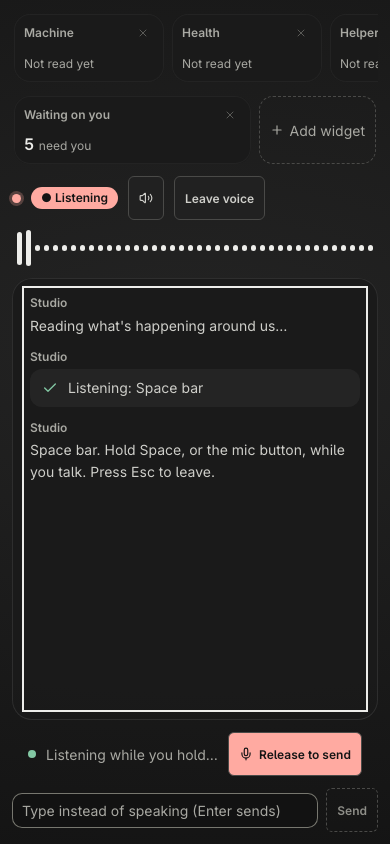 Machine
Health
Helper
Not read yet
Not read yet
Not rea
Waiting on you
5 need you
+ Add widget
Listening
Leave voice
Studio
Reading what's happening around us...
Studio
Listening: Space bar
Studio
Space bar. Hold Space, or the mic button, while
you talk. Press Esc to leave.
Listening while you hold...
Release to send
Type instead of speaking (Enter sends)
Send